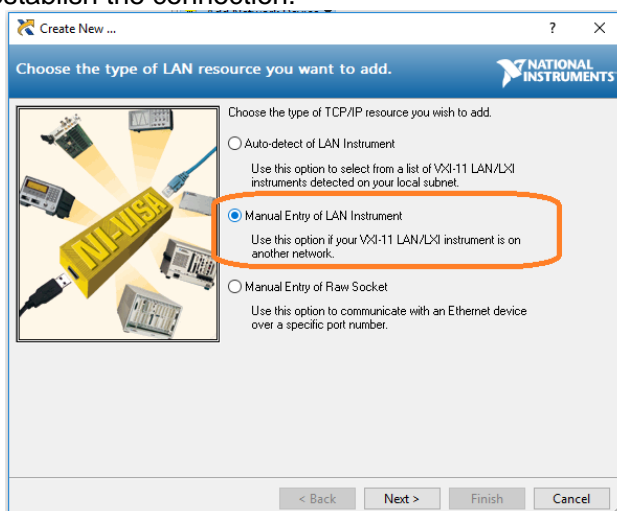 establish the connection.
Create New ...
?
Choose the type of LAN resource you want to add.
NATIONAL
INSTRUMENTS
Choose the type of TCP/IP resource you wish to add.
Auto-detect of LAN Instrument
Use this option to select from a list of VXI-11 LAN/LXI
instruments detected on your local subnet.
Manual Entry of LAN Instrument
Use this option if your VXI-11 LAN/LXI instrument is on
another network.
Manual Entry of Raw Socket
Use this option to communicate with an Ethernet device
over a specific port number.
NI-VISA
< Back Next > Finish Cancel